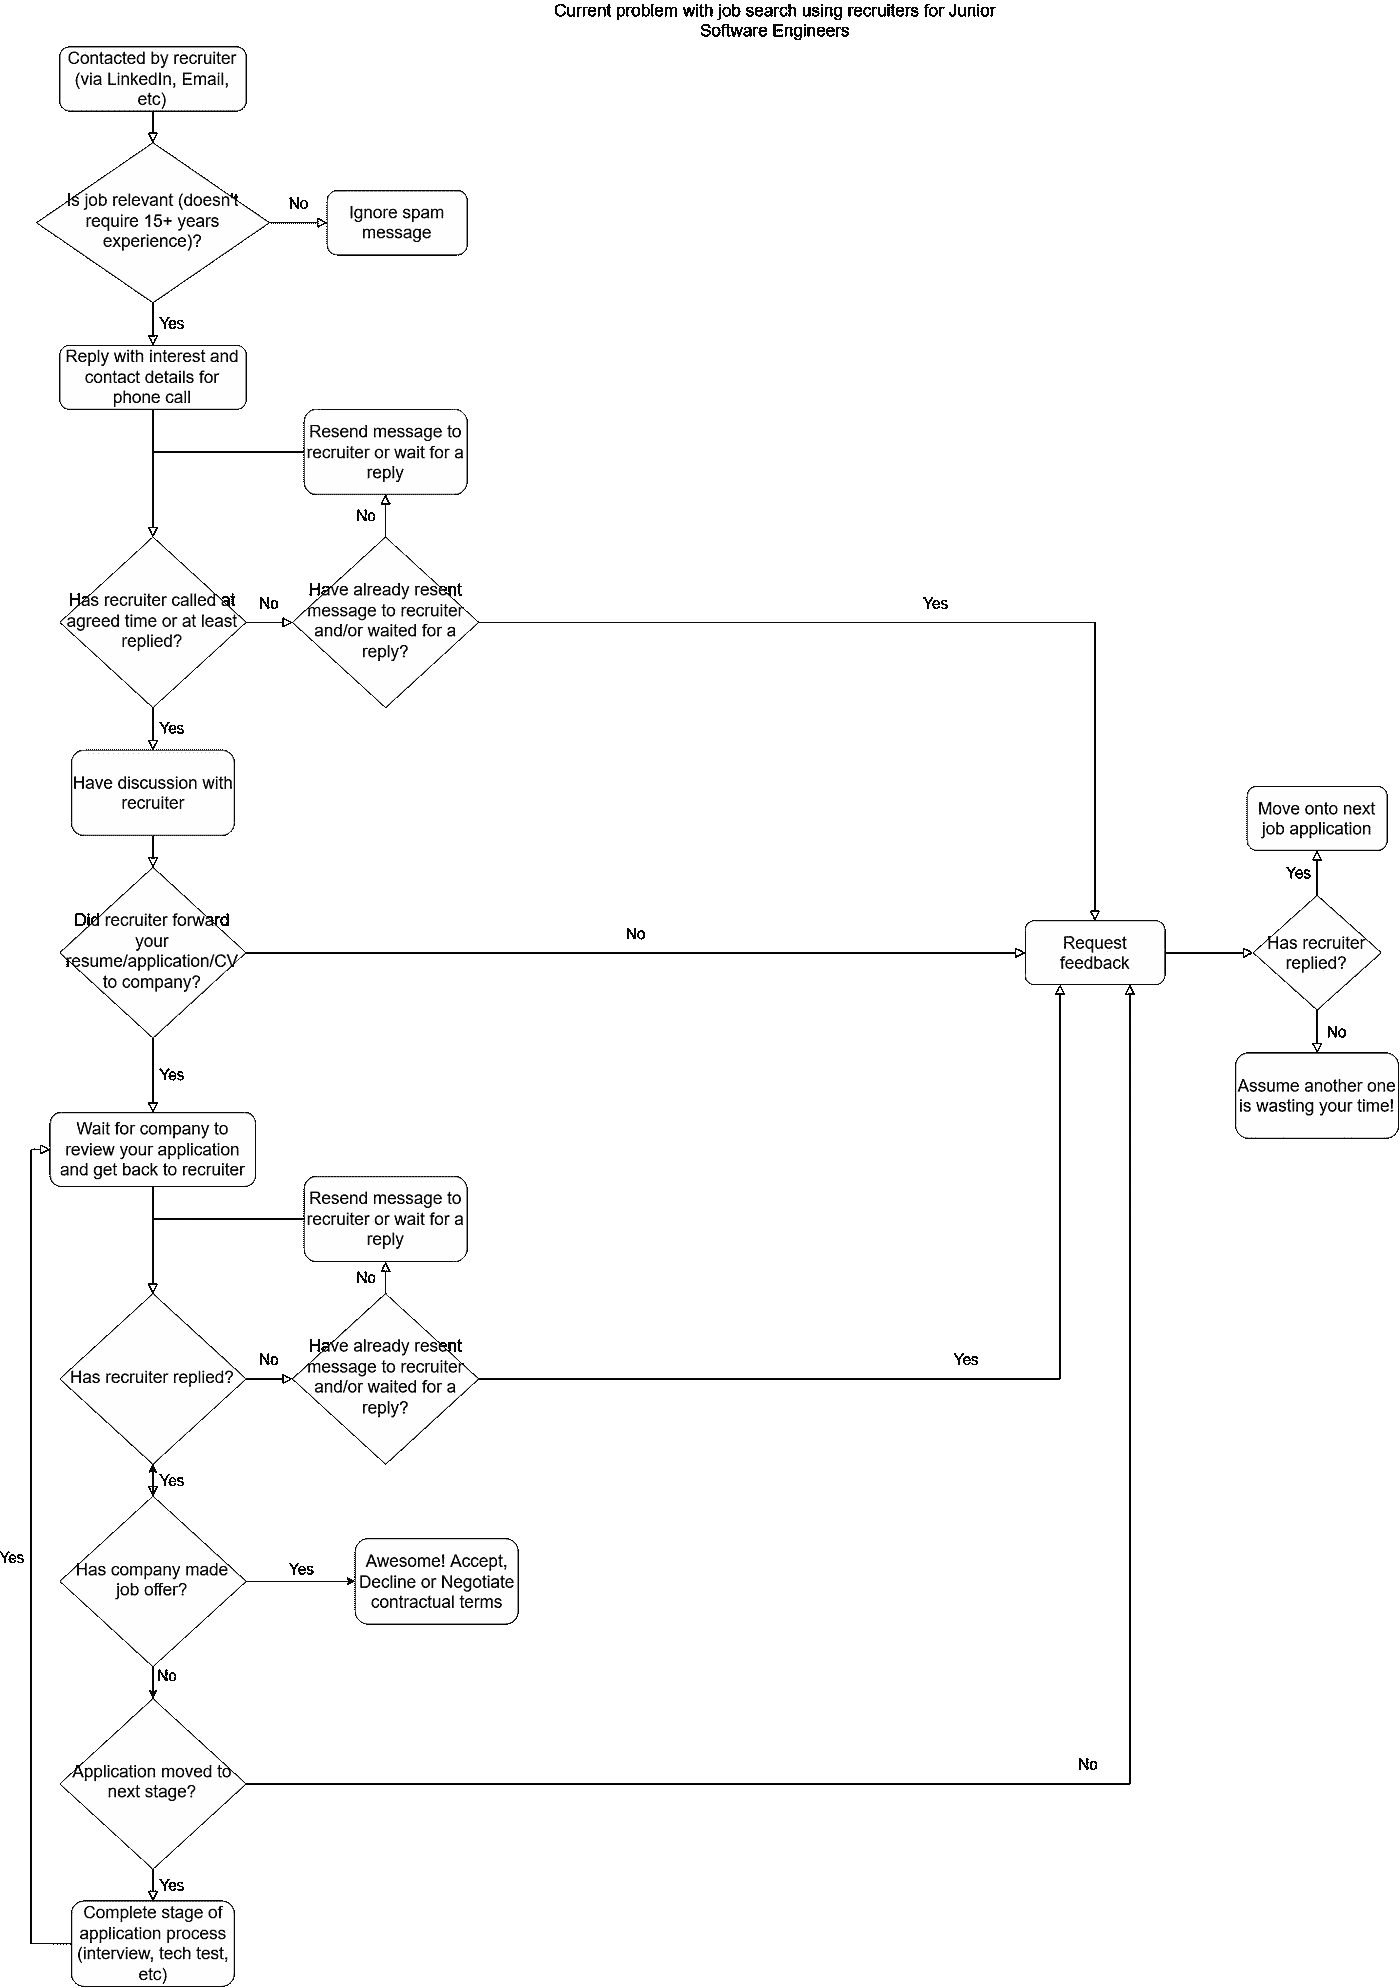 Current problem with job search using recruiters for Junior
Software Engineers
Contacted by recruiter
(via LinkedIn, Email,
etc)
Is job relevant (doesn't
require 15+ years
experience)?
No
Ignore spam
message
Yes
Reply with interest and
contact details for
phone call
Resend message to
recruiter or wait for a
reply
No
Has recruiter called at
agreed time or at least
replied?
No
Have already resent
message to recruiter
and/or waited for a
reply?
Yes
Yes
Have discussion with
recruiter
Did recruiter forward
your
resume/application/CV
to company?
No
Request
feedback
Has recruiter
replied?
Yes
Move onto next
job application
No
Assume another one
is wasting your time!
Yes
Wait for company to
review your application
and get back to recruiter
Resend message to
recruiter or wait for a
reply
No
Has recruiter replied?
No
Have already resent
message to recruiter
and/or waited for a
reply?
Yes
Yes
Has company made
job offer?
Yes
Awesome! Accept,
Decline or Negotiate
contractual terms
No
Application moved to
next stage?
No
Yes
Complete stage of
application process
(interview, tech test,
etc)
Yes